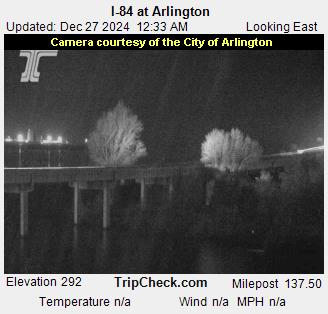 I-84 at Arlington
Updated: Dec 27 2024 12:33 AM Looking East
Camera courtesy of the City of Arlington
Elevation 292 TripCheck.com Milepost 137.50
Temperature n/a Wind n/a MPH n/a